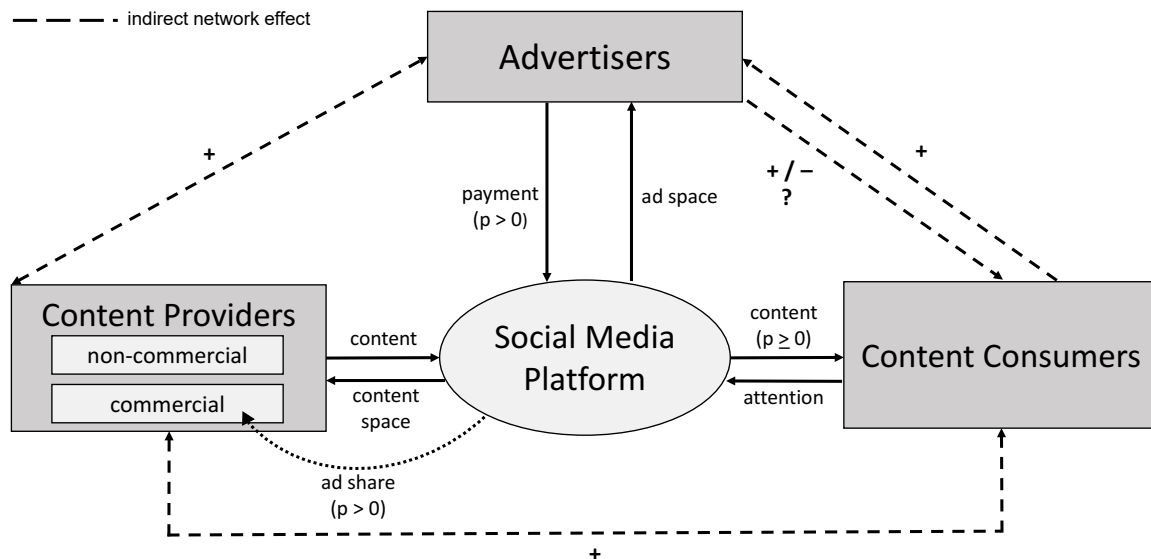 indirect network effect
Advertisers
+
+
+ / −
?
payment
(p > 0)
ad space
Content Providers
non-commercial
commercial
content
content
space
Social Media
Platform
content
(p ≥ 0)
attention
Content Consumers
ad share
(p > 0)
+